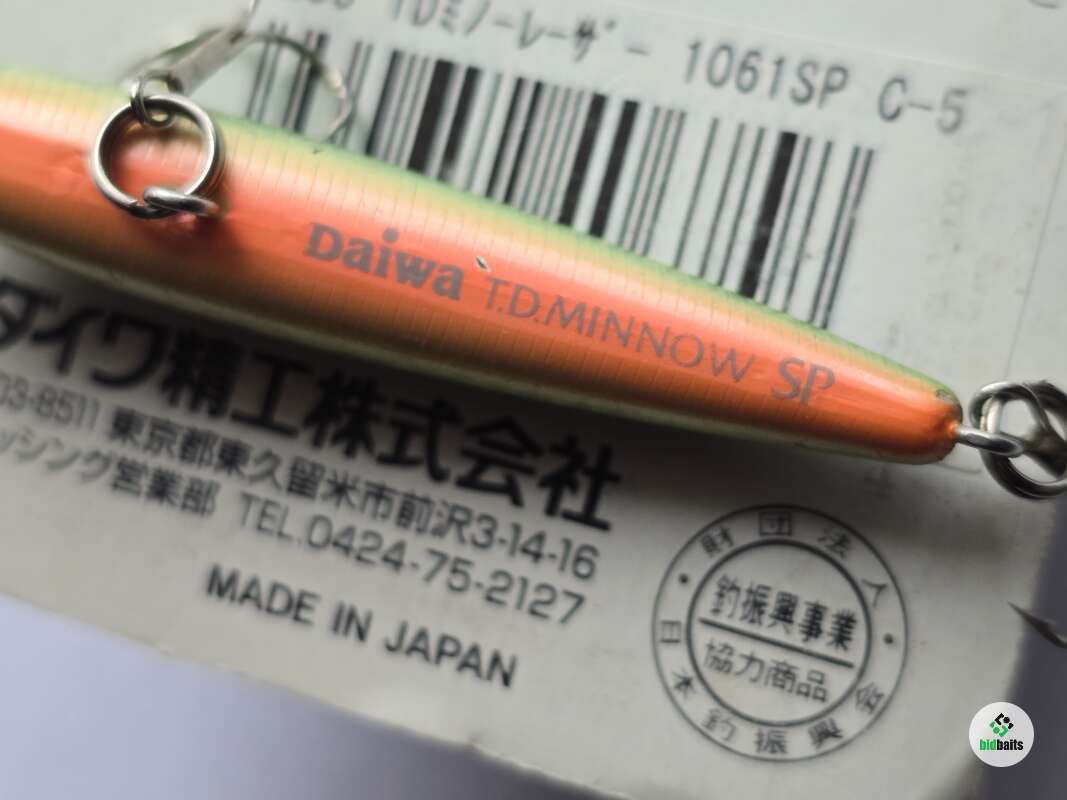 TDミノーレーザー 1061SP C-5
Daiwa T.D.MINNOW SP
ダイワ精工株式会社
03-8511 東京都東久留米市前沢3-14-16
ッシング営業部 TEL.0424-75-2127
MADE IN JAPAN
財団法人
日本釣振興会
釣振興事業
協力商品
bidbaits